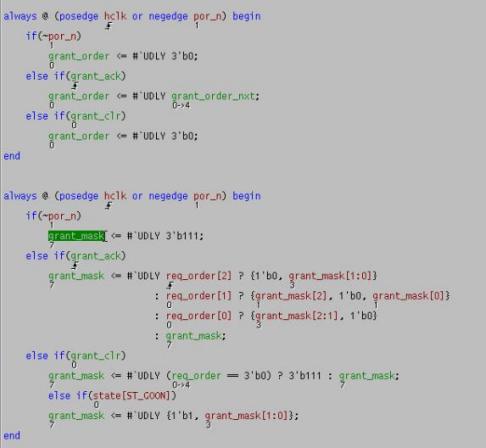 always @ (posedge hclk or negedge por_n) begin
1
if(~por_n)
1
grant_order <= #`UDLY 3'b0;
0
else if(grant_ack)
grant_order <= #`UDLY grant_order_nxt;
0 0->4
else if(grant_clr)
0
grant_order <= #`UDLY 3'b0;
0
end
always @ (posedge hclk or negedge por_n) begin
1
if(~por_n)
1
grant_mask <= #`UDLY 3'b111;
7
else if(grant_ack)
grant_mask <= #`UDLY req_order[2] ? {1'b0, grant_mask[1:0]}
7 3
: req_order[1] ? {grant_mask[2], 1'b0, grant_mask[0]}
0 1 1
: req_order[0] ? {grant_mask[2:1], 1'b0}
0 3
: grant_mask;
7
else if(grant_clr)
0
grant_mask <= #`UDLY (req_order == 3'b0) ? 3'b111 : grant_mask;
7 0->4 7
else if(state[ST_GOON])
0
grant_mask <= #`UDLY {1'b1, grant_mask[1:0]};
7 3
end